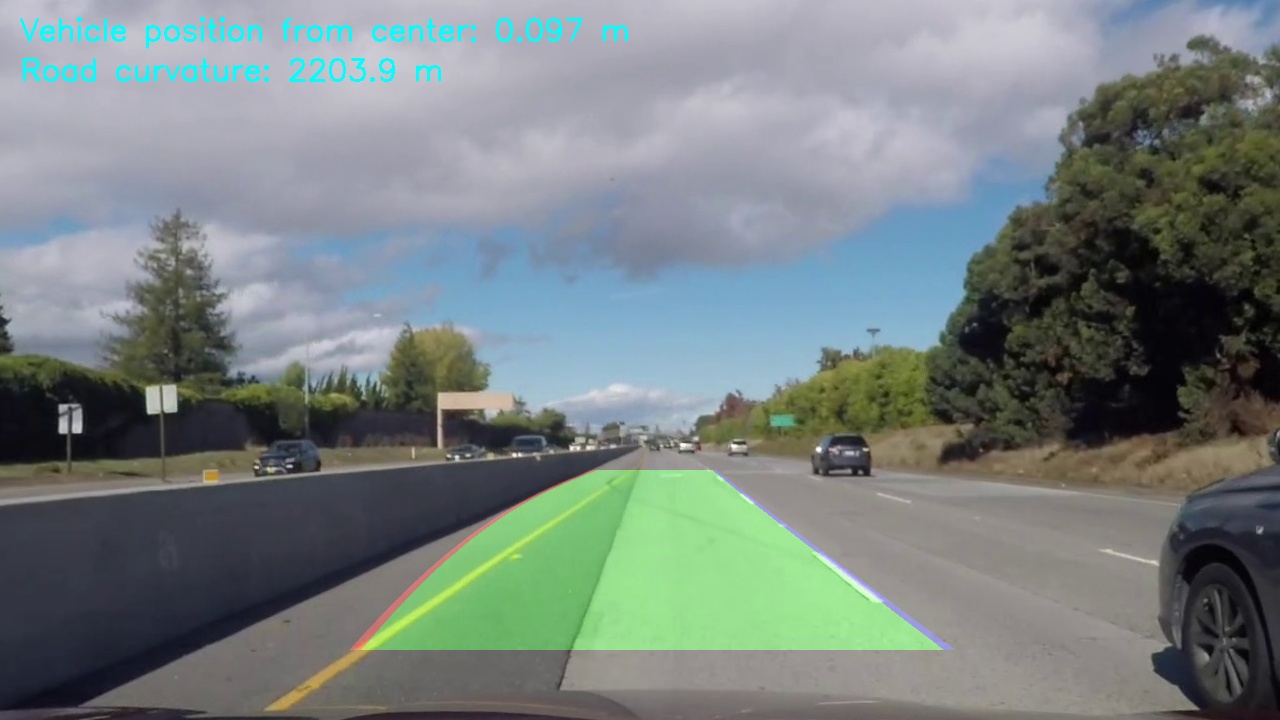 Vehicle position from center: 0.097 m
Road curvature: 2203.9 m